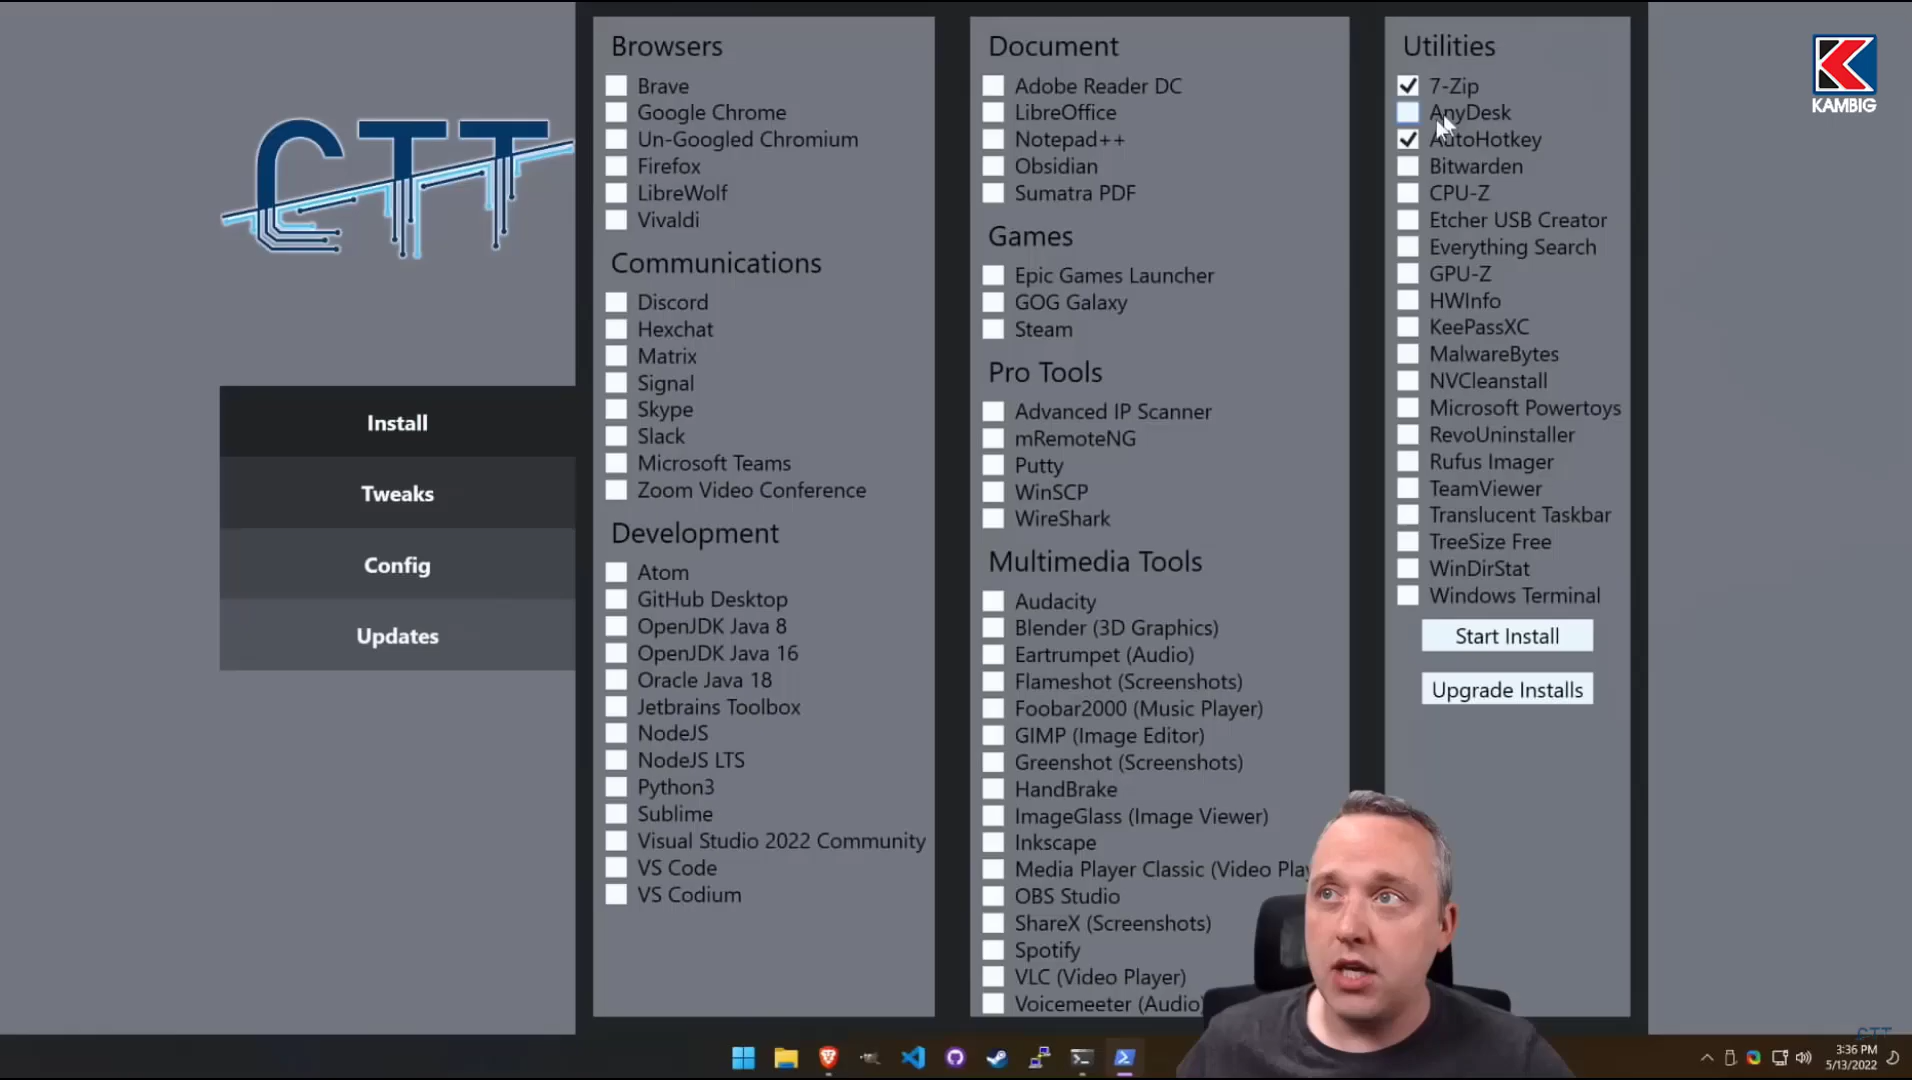 CTT
Install
Tweaks
Config
Updates
Browsers
Brave
Google Chrome
Un-Googled Chromium
Firefox
LibreWolf
Vivaldi
Communications
Discord
Hexchat
Matrix
Signal
Skype
Slack
Microsoft Teams
Zoom Video Conference
Development
Atom
GitHub Desktop
OpenJDK Java 8
OpenJDK Java 16
Oracle Java 18
Jetbrains Toolbox
NodeJS
NodeJS LTS
Python3
Sublime
Visual Studio 2022 Community
VS Code
VS Codium
Document
Adobe Reader DC
LibreOffice
Notepad++
Obsidian
Sumatra PDF
Games
Epic Games Launcher
GOG Galaxy
Steam
Pro Tools
Advanced IP Scanner
mRemoteNG
Putty
WinSCP
WireShark
Multimedia Tools
Audacity
Blender (3D Graphics)
Eartrumpet (Audio)
Flameshot (Screenshots)
Foobar2000 (Music Player)
GIMP (Image Editor)
Greenshot (Screenshots)
HandBrake
ImageGlass (Image Viewer)
Inkscape
Media Player Classic (Video Play
OBS Studio
ShareX (Screenshots)
Spotify
VLC (Video Player)
Voicemeeter (Audio)
Utilities
7-Zip
AnyDesk
AutoHotkey
Bitwarden
CPU-Z
Etcher USB Creator
Everything Search
GPU-Z
HWInfo
KeePassXC
MalwareBytes
NVCleanstall
Microsoft Powertoys
RevoUninstaller
Rufus Imager
TeamViewer
Translucent Taskbar
TreeSize Free
WinDirStat
Windows Terminal
Start Install
Upgrade Installs
K
KAMBIG
CTT
3:36 PM
5/13/2022